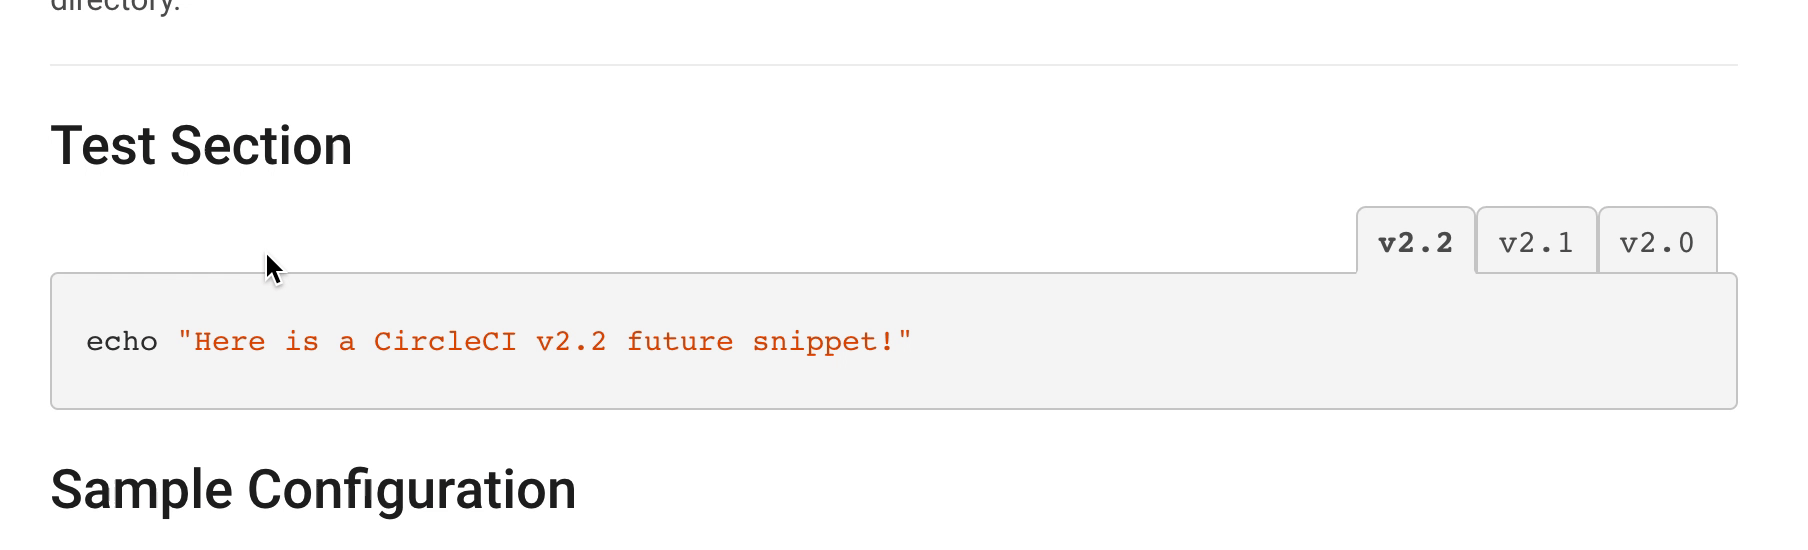 directory.
Test Section
v2.2 v2.1 v2.0
echo "Here is a CircleCI v2.2 future snippet!"
Sample Configuration